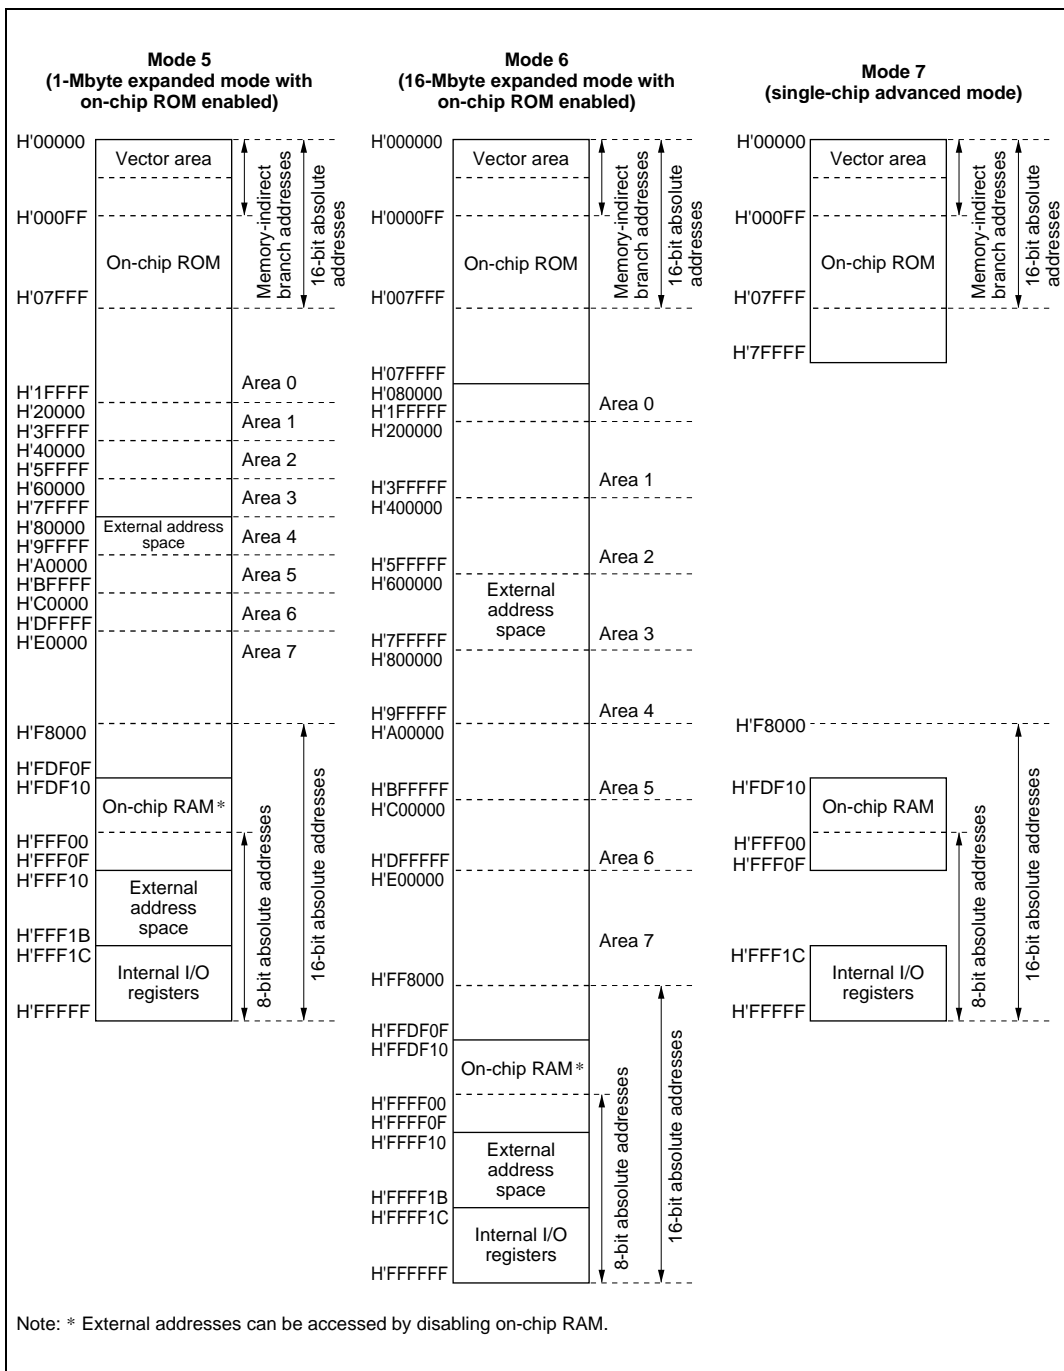 Mode 5
(1-Mbyte expanded mode with
on-chip ROM enabled)
H'00000
Vector area
H'000FF
On-chip ROM
H'07FFF
Memory-indirect
branch addresses
16-bit absolute
addresses
H'1FFFF
Area 0
H'20000
H'3FFFF
Area 1
H'40000
H'5FFFF
Area 2
H'60000
H'7FFFF
Area 3
H'80000
External address
space
H'9FFFF
Area 4
H'A0000
H'BFFFF
Area 5
H'C0000
H'DFFFF
Area 6
H'E0000
Area 7
H'F8000
H'FDF0F
H'FDF10
On-chip RAM*
H'FFF00
H'FFF0F
H'FFF10
External
address
space
H'FFF1B
H'FFF1C
Internal I/O
registers
H'FFFFF
8-bit absolute addresses
16-bit absolute addresses
Mode 6
(16-Mbyte expanded mode with
on-chip ROM enabled)
H'000000
Vector area
H'0000FF
On-chip ROM
H'007FFF
Memory-indirect
branch addresses
16-bit absolute
addresses
H'07FFFF
H'080000
Area 0
H'1FFFFF
H'200000
Area 1
H'3FFFFF
H'400000
Area 2
H'5FFFFF
H'600000
External
address
space
Area 3
H'7FFFFF
H'800000
Area 4
H'9FFFFF
H'A00000
Area 5
H'BFFFFF
H'C00000
Area 6
H'DFFFFF
H'E00000
Area 7
H'FF8000
H'FFDF0F
H'FFDF10
On-chip RAM*
H'FFFF00
H'FFFF0F
H'FFFF10
External
address
space
H'FFFF1B
H'FFFF1C
Internal I/O
registers
H'FFFFFF
8-bit absolute addresses
16-bit absolute addresses
Mode 7
(single-chip advanced mode)
H'00000
Vector area
H'000FF
On-chip ROM
H'07FFF
H'7FFFF
Memory-indirect
branch addresses
16-bit absolute
addresses
H'F8000
H'FDF10
On-chip RAM
H'FFF00
H'FFF0F
H'FFF1C
Internal I/O
registers
H'FFFFF
8-bit absolute addresses
16-bit absolute addresses
Note: * External addresses can be accessed by disabling on-chip RAM.